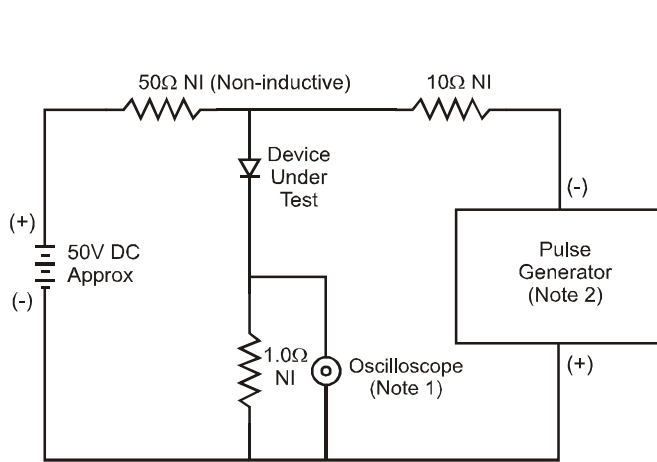 50Ω NI (Non-inductive)
10Ω NI
Device
Under
Test
(-)
(+)
50V DC
Approx
(-)
Pulse
Generator
(Note 2)
1.0Ω
NI
Oscilloscope
(Note 1)
(+)